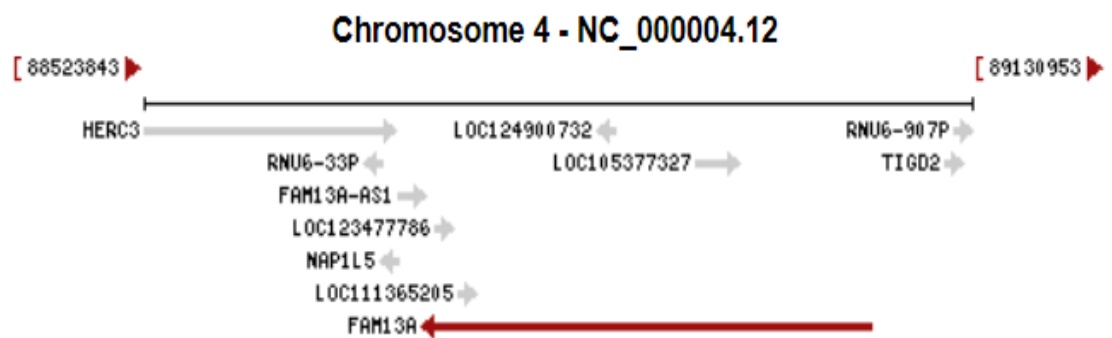 Chromosome 4 - NC_000004.12
[ 88523843 [ 89130953
HERC3 LOC124900732 RNU6-907P
RNU6-33P LOC105377327 TIGD2
FAM13A-AS1
LOC123477786
NAP1L5
LOC111365205
FAM13A